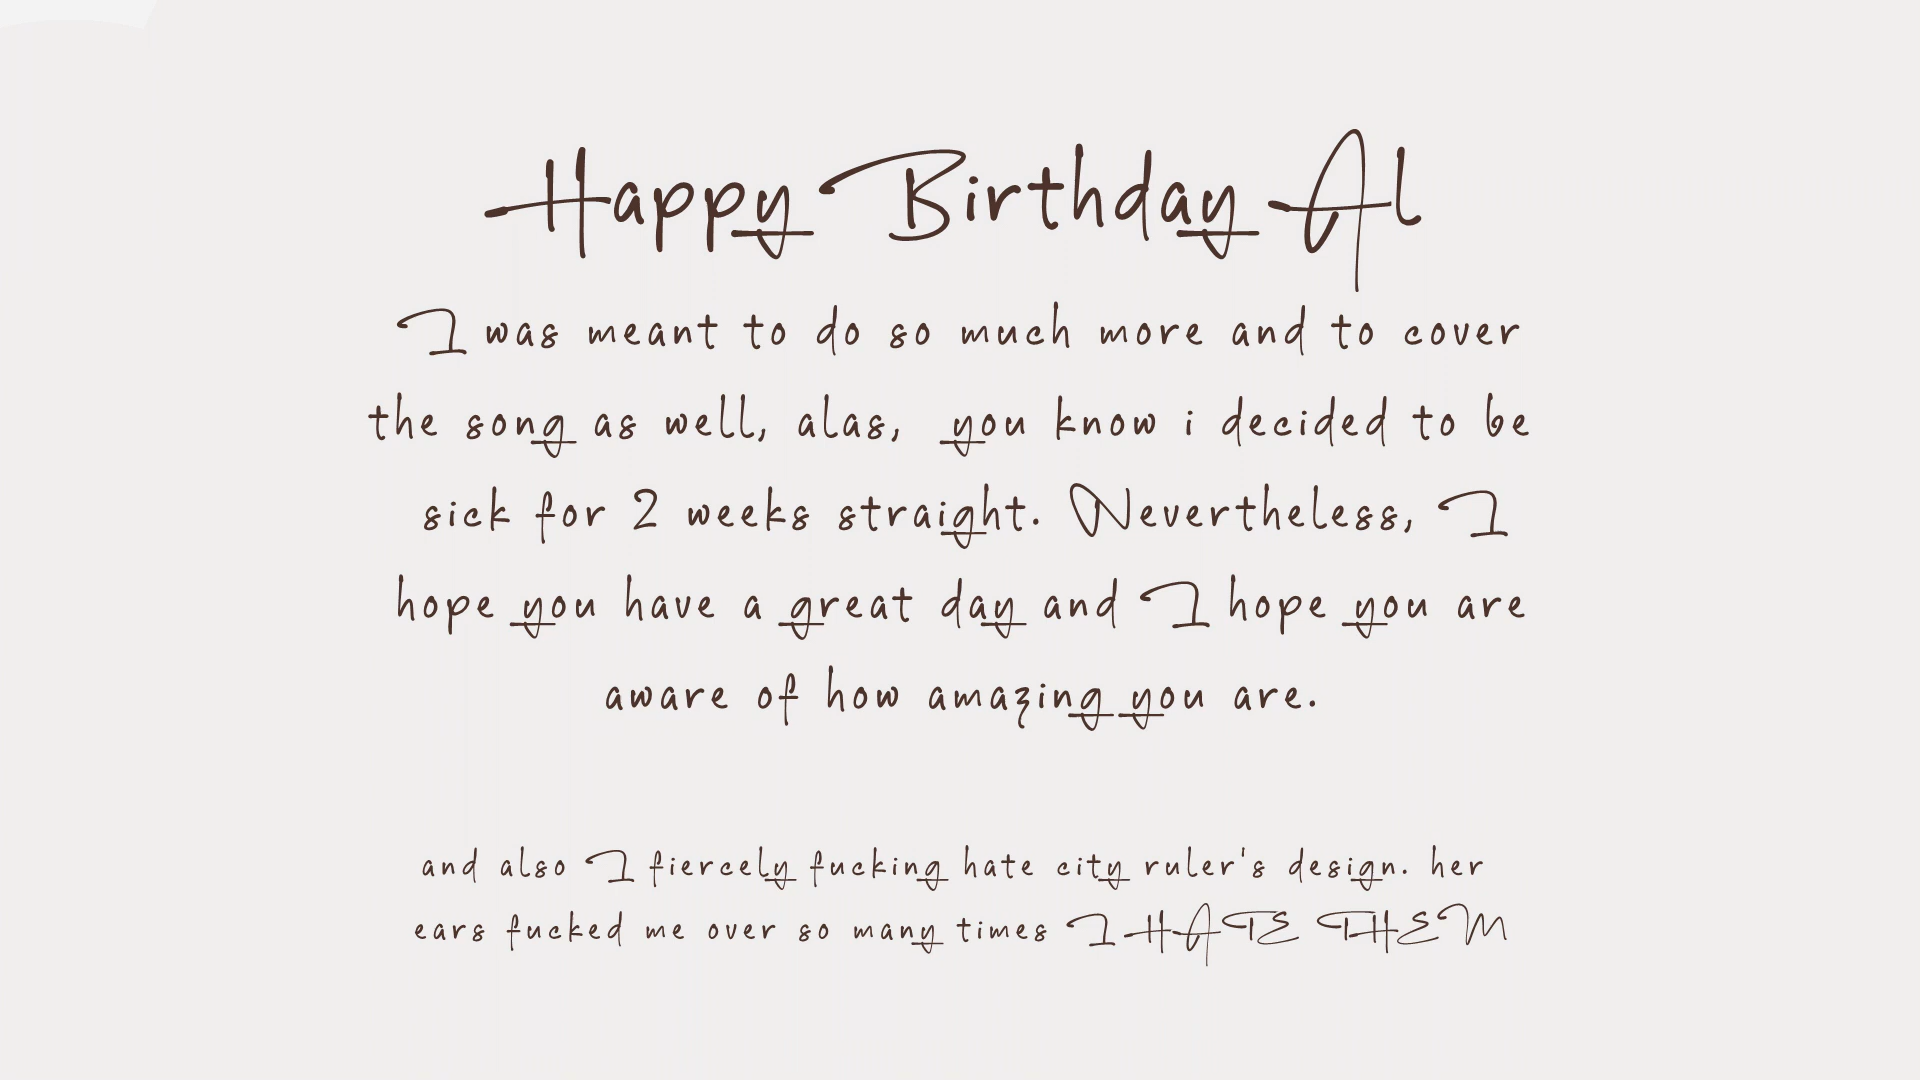 Happy Birthday Al
I was meant to do so much more and to cover
the song as well, alas, you know i decided to be
sick for 2 weeks straight. Nevertheless, I
hope you have a great day and I hope you are
aware of how amazing you are.
and also I fiercely fucking hate city ruler's design. her
ears fucked me over so many times I HATE THEM